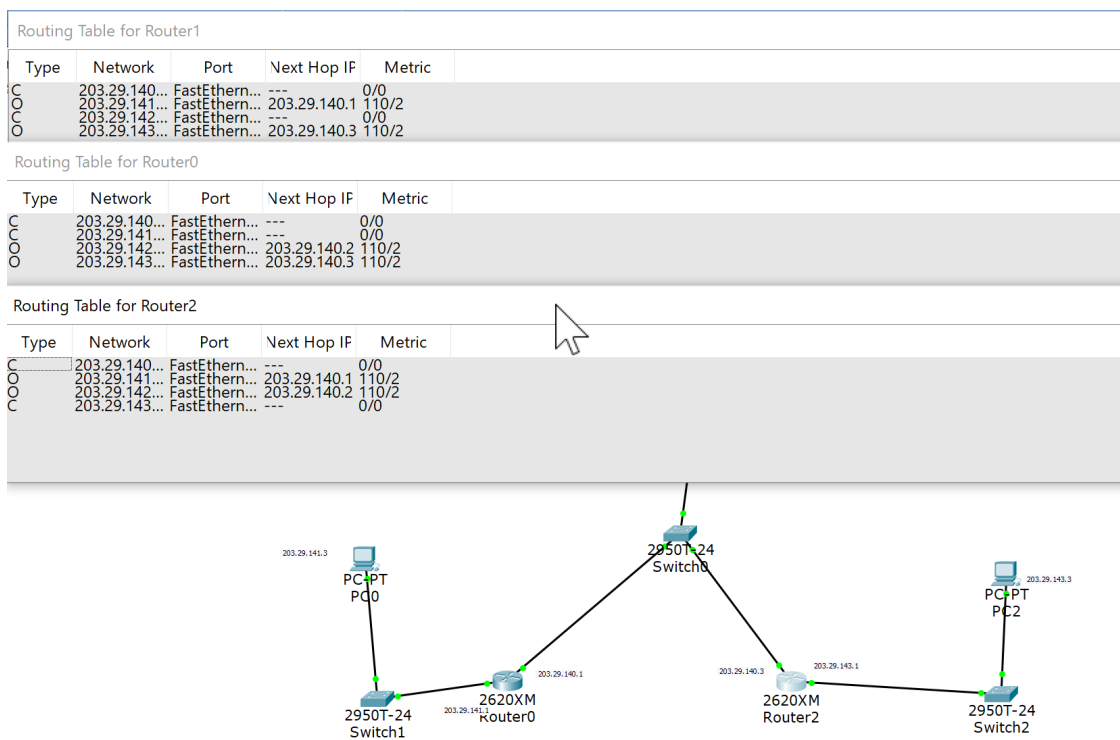 Routing Table for Router1
Type Network Port Next Hop IP Metric
C 203.29.140... FastEthern... --- 0/0
O 203.29.141... FastEthern... 203.29.140.1 110/2
C 203.29.142... FastEthern... --- 0/0
O 203.29.143... FastEthern... 203.29.140.3 110/2
Routing Table for Router0
Type Network Port Next Hop IP Metric
C 203.29.140... FastEthern... --- 0/0
C 203.29.141... FastEthern... --- 0/0
O 203.29.142... FastEthern... 203.29.140.2 110/2
O 203.29.143... FastEthern... 203.29.140.3 110/2
Routing Table for Router2
Type Network Port Next Hop IP Metric
C 203.29.140... FastEthern... --- 0/0
O 203.29.141... FastEthern... 203.29.140.1 110/2
O 203.29.142... FastEthern... 203.29.140.2 110/2
C 203.29.143... FastEthern... --- 0/0
2950T-24
Switch0
203.29.141.3
PC-PT
PC0
203.29.143.3
PC-PT
PC2
203.29.140.1
203.29.141.1
2620XM
Router0
203.29.140.3
203.29.143.1
2620XM
Router2
2950T-24
Switch1
2950T-24
Switch2